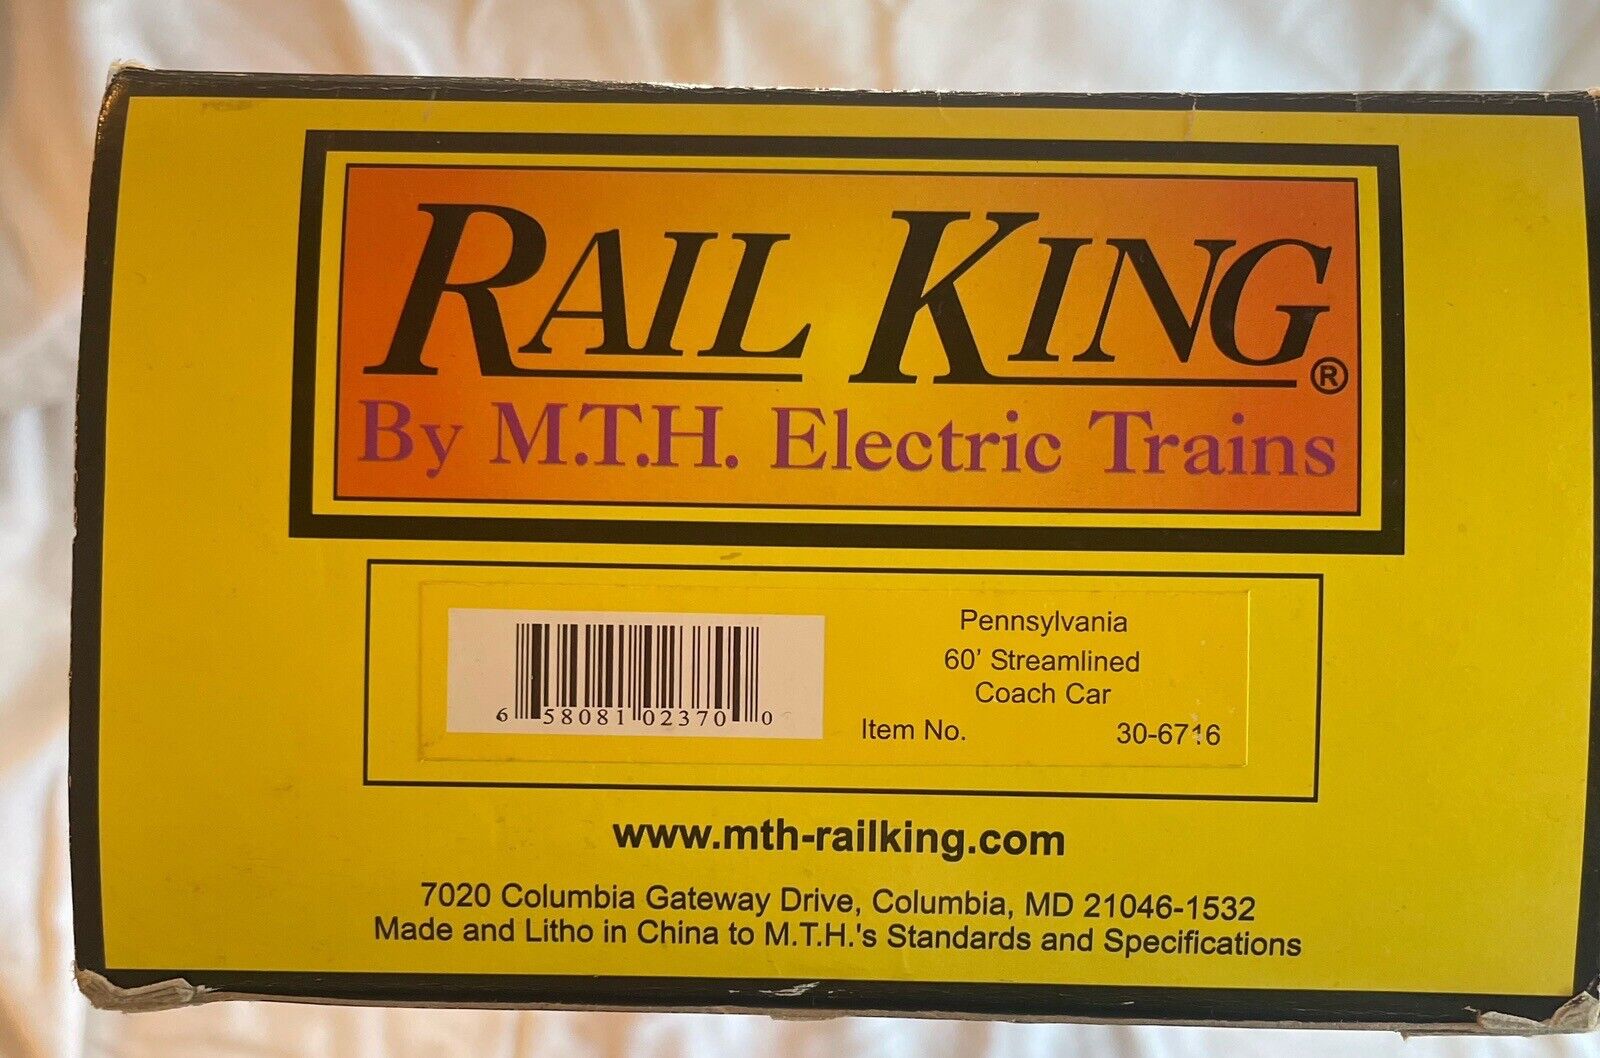 RAIL KING®
By M.T.H. Electric Trains
Pennsylvania
60' Streamlined
Coach Car
Item No. 30-6716
6 58081 02370 0
www.mth-railking.com
7020 Columbia Gateway Drive, Columbia, MD 21046-1532
Made and Litho in China to M.T.H.'s Standards and Specifications